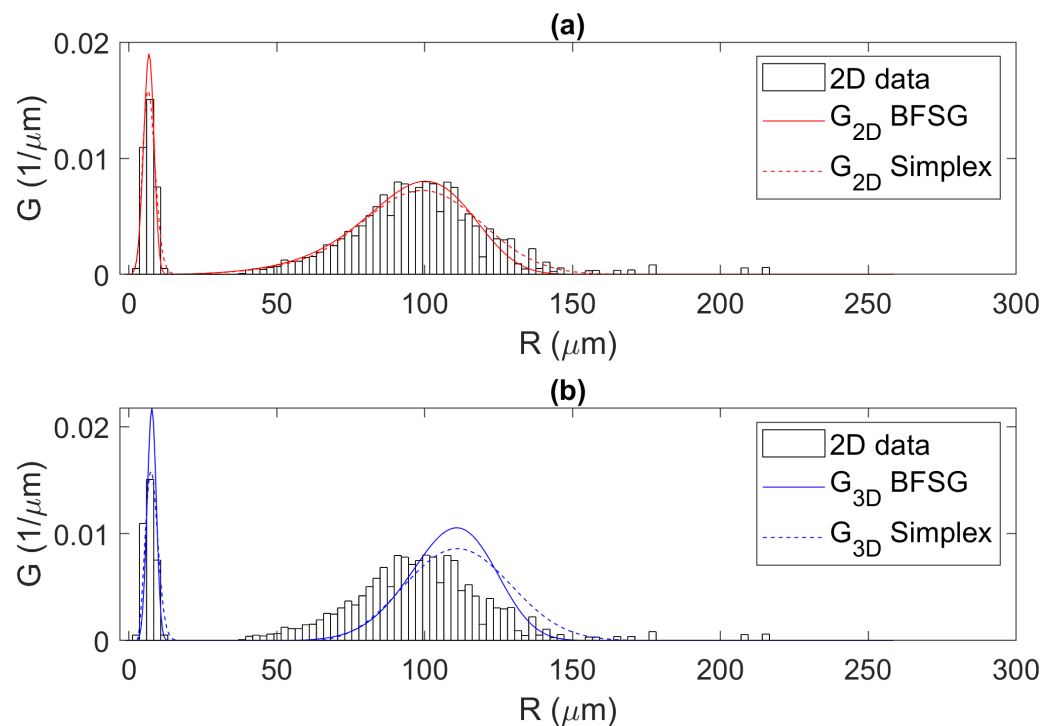 (a)
G (1/μm)
0.02
0.01
0
0 50 100 150 200 250 300
R (μm)
2D data
G2D BFSG
G2D Simplex
(b)
G (1/μm)
0.02
0.01
0
0 50 100 150 200 250 300
R (μm)
2D data
G3D BFSG
G3D Simplex